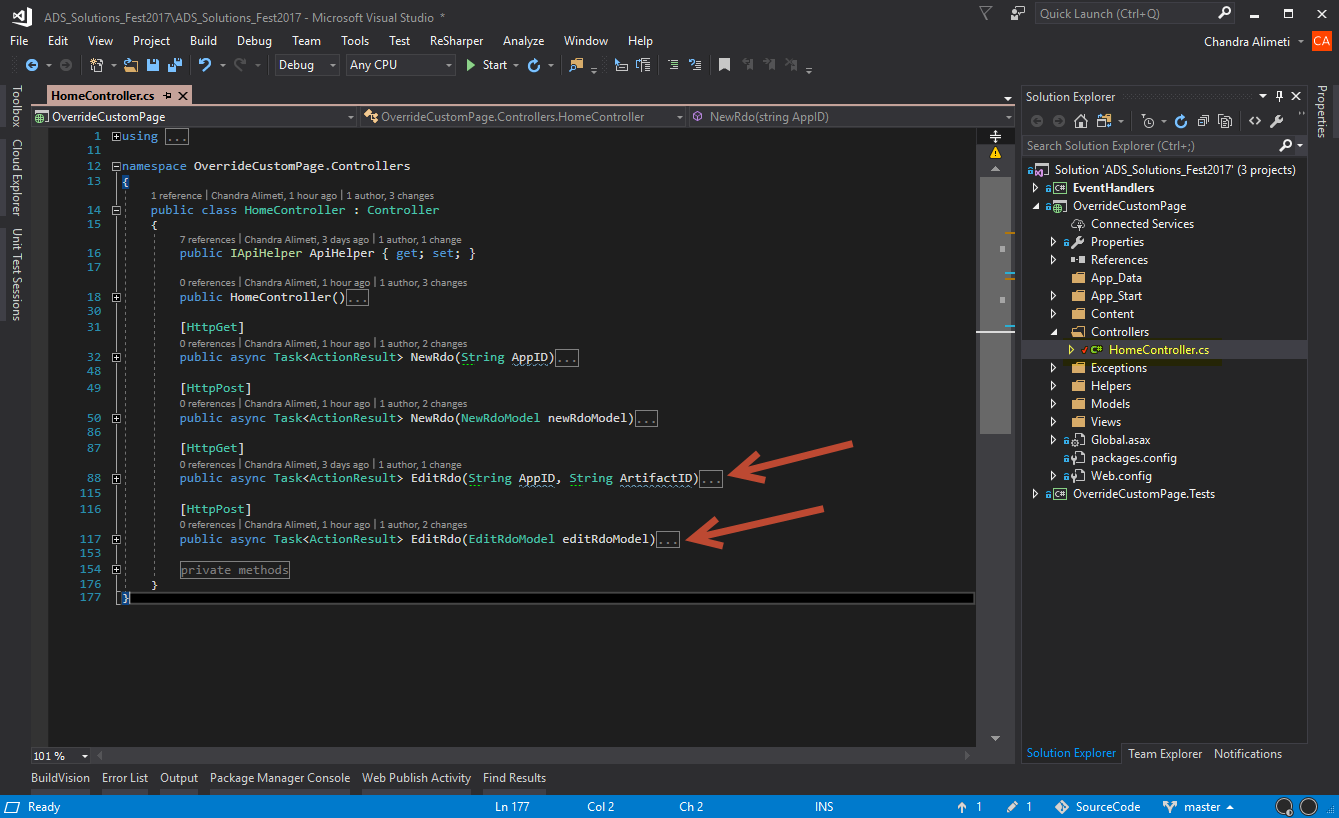 ADS_Solutions_Fest2017\ADS_Solutions_Fest2017 - Microsoft Visual Studio *
Quick Launch (Ctrl+Q)
File Edit View Project Build Debug Team Tools Test ReSharper Analyze Window Help
Chandra Alimeti CA
Debug Any CPU Start
Toolbox
Cloud Explorer
Unit Test Sessions
HomeController.cs
OverrideCustomPage OverrideCustomPage.Controllers.HomeController NewRdo(string AppID)
1 using ...
11
12 namespace OverrideCustomPage.Controllers
13 {
1 reference | Chandra Alimeti, 1 hour ago | 1 author, 3 changes
14 public class HomeController : Controller
15 {
7 references | Chandra Alimeti, 3 days ago | 1 author, 1 change
16 public IApiHelper ApiHelper { get; set; }
17
0 references | Chandra Alimeti, 1 hour ago | 1 author, 3 changes
18 public HomeController()...
30
31 [HttpGet]
0 references | Chandra Alimeti, 1 hour ago | 1 author, 2 changes
32 public async Task<ActionResult> NewRdo(String AppID)...
48
49 [HttpPost]
0 references | Chandra Alimeti, 1 hour ago | 1 author, 2 changes
50 public async Task<ActionResult> NewRdo(NewRdoModel newRdoModel)...
86
87 [HttpGet]
0 references | Chandra Alimeti, 3 days ago | 1 author, 1 change
88 public async Task<ActionResult> EditRdo(String AppID, String ArtifactID)...
115
116 [HttpPost]
0 references | Chandra Alimeti, 1 hour ago | 1 author, 2 changes
117 public async Task<ActionResult> EditRdo(EditRdoModel editRdoModel)...
153
154 private methods
176 }
177 }
101 %
Solution Explorer
Properties
Search Solution Explorer (Ctrl+;)
Solution 'ADS_Solutions_Fest2017' (3 projects)
C# EventHandlers
OverrideCustomPage
Connected Services
Properties
References
App_Data
App_Start
Content
Controllers
C# HomeController.cs
Exceptions
Helpers
Models
Views
Global.asax
packages.config
Web.config
C# OverrideCustomPage.Tests
Solution Explorer Team Explorer Notifications
BuildVision Error List Output Package Manager Console Web Publish Activity Find Results
Ready Ln 177 Col 2 Ch 2 INS 1 1 SourceCode master